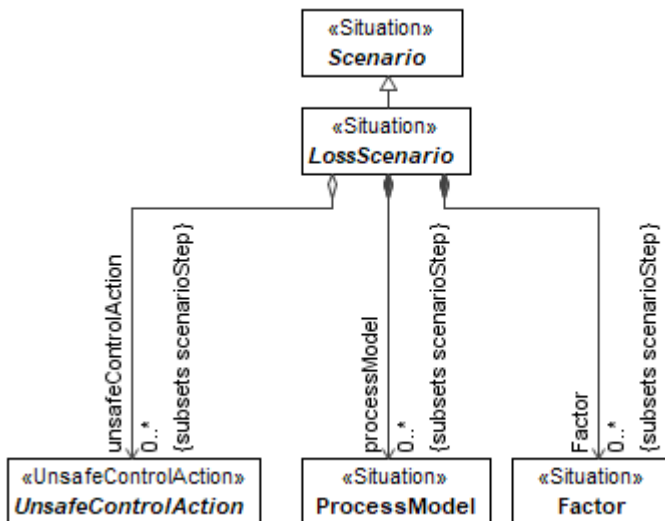 «Situation»
Scenario
«Situation»
LossScenario
unsafeControlAction
0..*
{subsets scenarioStep}
processModel
0..*
{subsets scenarioStep}
Factor
0..*
{subsets scenarioStep}
«UnsafeControlAction»
UnsafeControlAction
«Situation»
ProcessModel
«Situation»
Factor